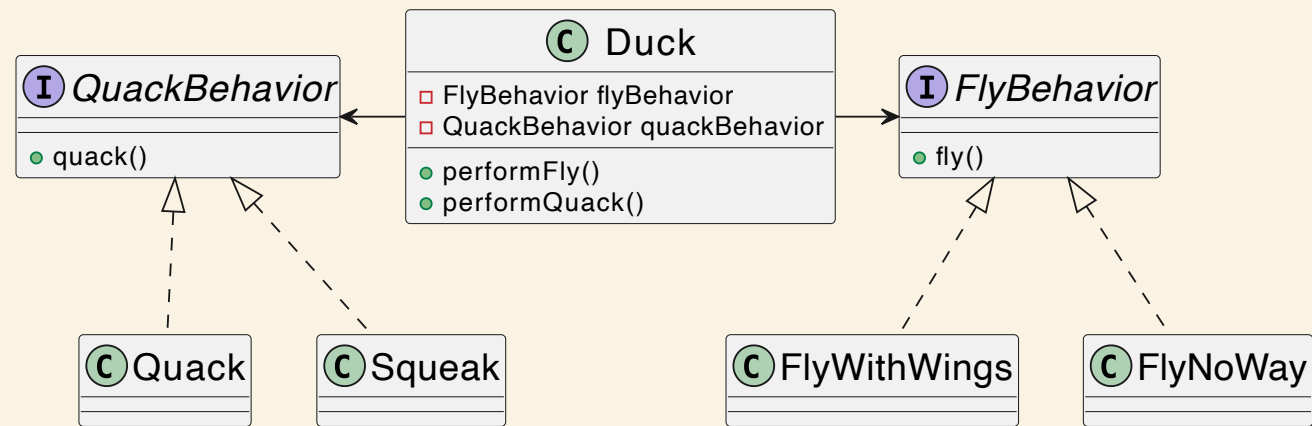 C Duck
FlyBehavior flyBehavior
QuackBehavior quackBehavior
performFly()
performQuack()
I QuackBehavior
quack()
I FlyBehavior
fly()
C Quack
C Squeak
C FlyWithWings
C FlyNoWay